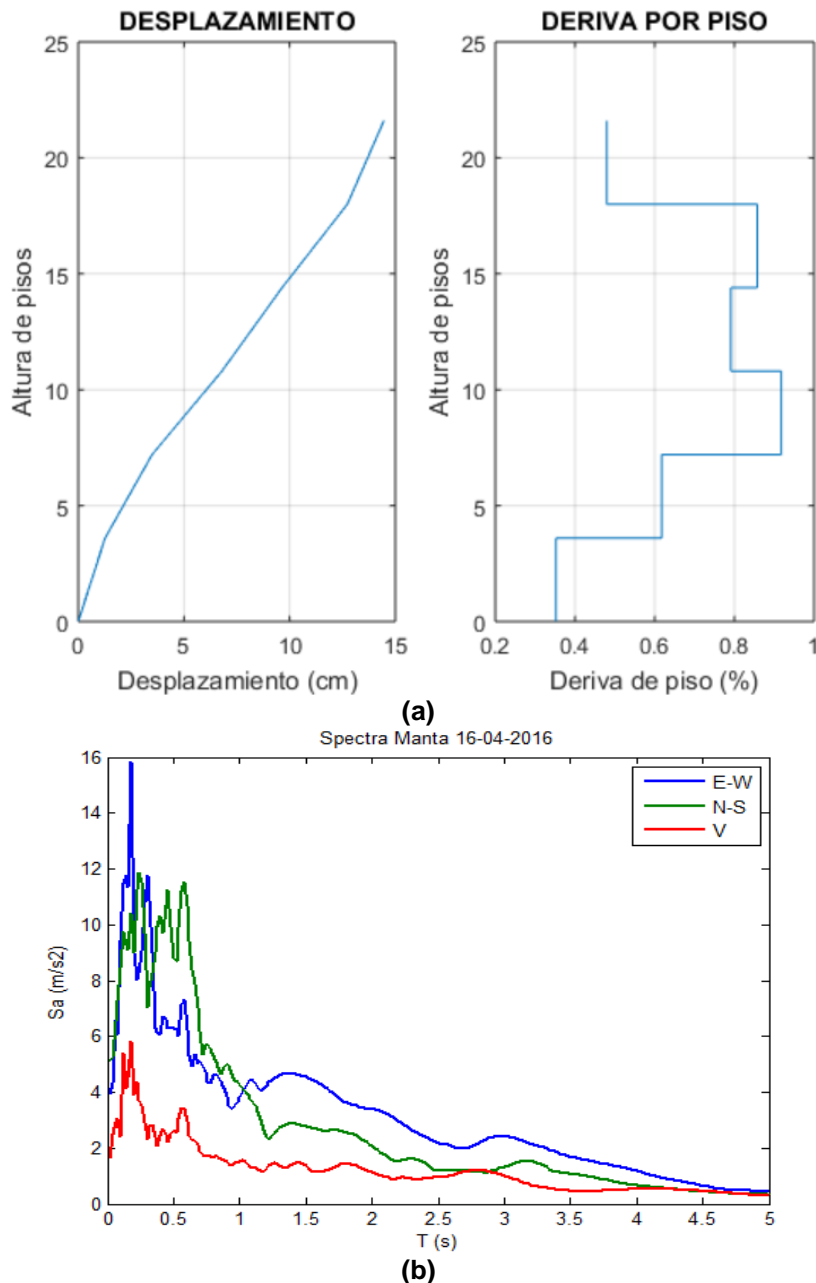 DESPLAZAMIENTO
25
20
15
10
5
0
Altura de pisos
0 5 10 15
Desplazamiento (cm)
DERIVA POR PISO
25
20
15
10
5
0
Altura de pisos
0.2 0.4 0.6 0.8 1
Deriva de piso (%)
(a)
Spectra Manta 16-04-2016
16
14
12
10
8
6
4
2
0
Sa (m/s2)
E-W
N-S
V
0 0.5 1 1.5 2 2.5 3 3.5 4 4.5 5
T (s)
(b)